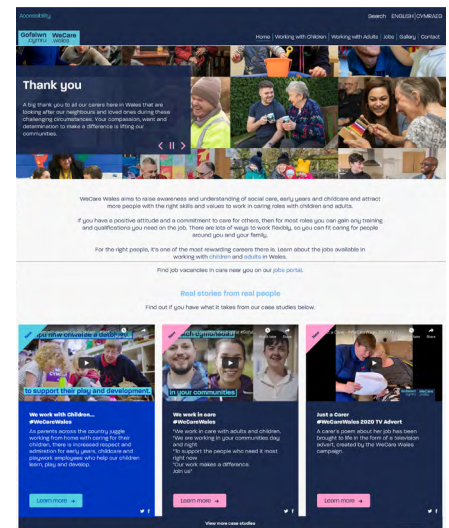 Accessibility
Search ENGLISH|CYMRAEG
Gofalwn WeCare
cymru wales
Home | Working with Children | Working with Adults | Jobs | Gallery | Contact
Thank you
A big thank you to all our carers here in Wales that are
looking after our neighbours and loved ones during these
challenging circumstances. Your compassion, want and
determination to make a difference is lifting our
communities.
WeCare Wales aims to raise awareness and understanding of social care, early years and childcare and attract
more people with the right skills and values to work in caring roles with children and adults.
If you have a positive attitude and a commitment to care for others, then for most roles you can gain any training
and qualifications you need on the job. There are lots of ways to work flexibly, so you can fit caring for people
around you and your family.
For the right people, it's one of the most rewarding careers there is. Learn about the jobs available in
working with children and adults in Wales.
Find job vacancies in care near you on our jobs portal.
Real stories from real people
Find out if you have what it takes from our case studies below.
to support their play and development.
We work with Children...
#WeCareWales
As parents across the country juggle
working from home with caring for their
children, there is increased respect and
admiration for early years, childcare and
playwork employees who help our children
learn, play and develop.
Learn more →
in your communities
We work in care
#WeCareWales
"We work in care with adults and children.
"We are working in your communities day
and night
"To support the people who need it most
right now
"Our work makes a difference.
Join us"
Learn more →
Share
Just a Carer
#WeCareWales 2020 TV Advert
A carer's poem about her job has been
brought to life in the form of a television
advert, created by the WeCare Wales
campaign.
Learn more →
View more case studies